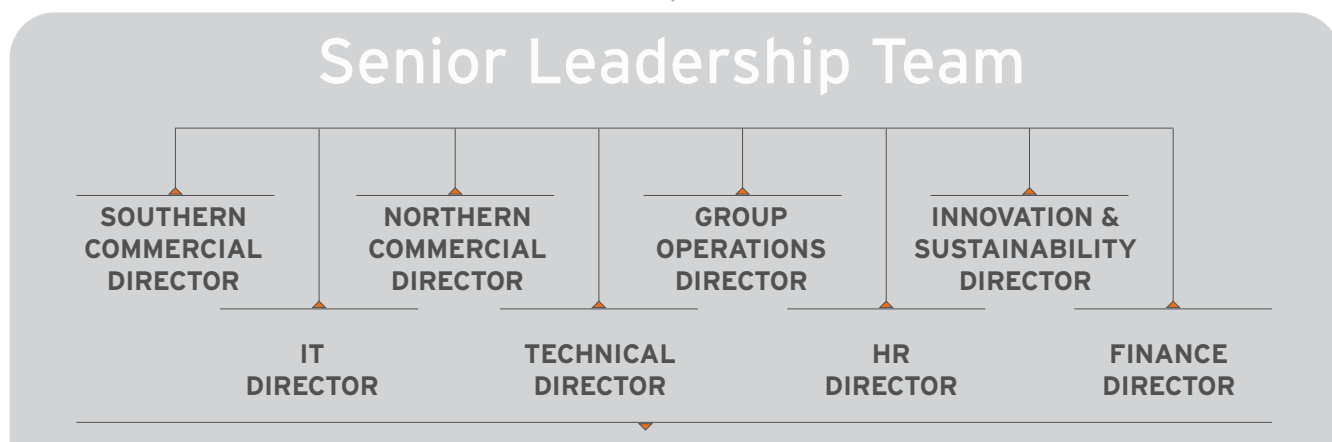 Senior Leadership Team
SOUTHERN
COMMERCIAL
DIRECTOR
NORTHERN
COMMERCIAL
DIRECTOR
GROUP
OPERATIONS
DIRECTOR
INNOVATION &
SUSTAINABILITY
DIRECTOR
IT
DIRECTOR
TECHNICAL
DIRECTOR
HR
DIRECTOR
FINANCE
DIRECTOR